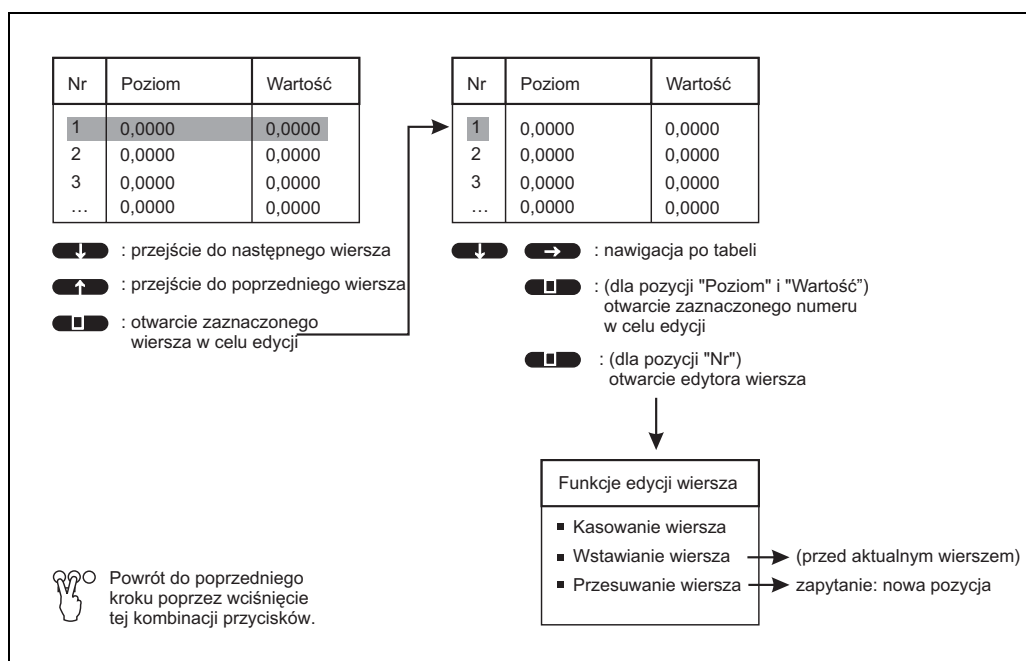 Nr Poziom Wartość
1 0,0000 0,0000
2 0,0000 0,0000
3 0,0000 0,0000
... 0,0000 0,0000
: przejście do następnego wiersza
: przejście do poprzedniego wiersza
: otwarcie zaznaczonego
wiersza w celu edycji
Nr Poziom Wartość
1 0,0000 0,0000
2 0,0000 0,0000
3 0,0000 0,0000
... 0,0000 0,0000
: nawigacja po tabeli
: (dla pozycji "Poziom" i "Wartość”)
otwarcie zaznaczonego numeru
w celu edycji
: (dla pozycji "Nr")
otwarcie edytora wiersza
Funkcje edycji wiersza
Kasowanie wiersza
Wstawianie wiersza (przed aktualnym wierszem)
Przesuwanie wiersza zapytanie: nowa pozycja
Powrót do poprzedniego
kroku poprzez wciśnięcie
tej kombinacji przycisków.